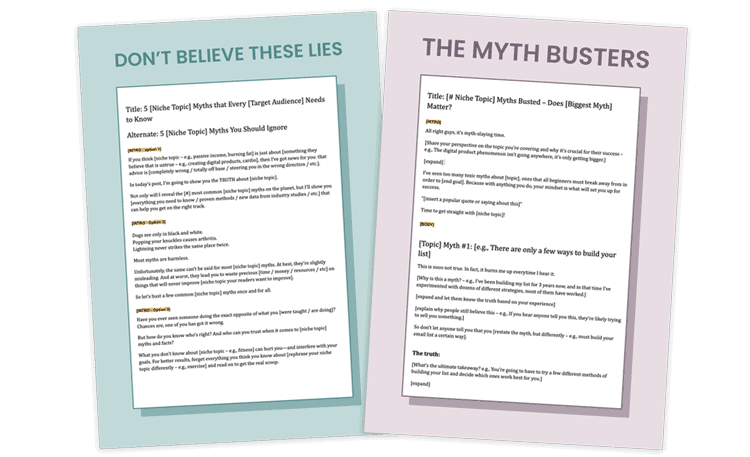 DON'T BELIEVE THESE LIES
Title: 5 [Niche Topic] Myths that Every [Target Audience] Needs
to Know
Alternate: 5 [Niche Topic] Myths You Should Ignore
[INTRO - option 1]
If you think [niche topic – e.g., passive income, burning fat] is just about [something they
believe that is untrue – e.g., creating digital products, cardio], then I've got news for you: that
advice is [completely wrong / totally off base / steering you in the wrong direction / etc.].
In today's post, I'm going to show you the TRUTH about [niche topic].
Not only will I reveal the [#] most common [niche topic] myths on the planet, but I'll show you
[everything you need to know / proven methods / new data from industry studies / etc.] that
can help you get on the right track.
[INTRO - Option 2]
Dogs see only in black and white.
Popping your knuckles causes arthritis.
Lightning never strikes the same place twice.
Most myths are harmless.
Unfortunately, the same can't be said for most [niche topic] myths. At best, they're slightly
misleading. And at worst, they lead you to waste precious [time / money / resources / etc] on
things that will never improve [niche topic your readers want to improve].
So let's bust a few common [niche topic] myths once and for all.
[INTRO - Option 3]
Have you ever seen someone doing the exact opposite of what you [were taught / are doing]?
Chances are, one of you has got it wrong.
But how do you know who's right? And who can you trust when it comes to [niche topic]
myths and facts?
What you don't know about [niche topic – e.g., fitness] can hurt you—and interfere with your
goals. For better results, forget everything you think you know about [rephrase your niche
topic differently – e.g., exercise] and read on to get the real scoop.
THE MYTH BUSTERS
Title: [# Niche Topic] Myths Busted – Does [Biggest Myth]
Matter?
[INTRO]
All right guys, it's myth-slaying time.
[Share your perspective on the topic you're covering and why it's crucial for their success –
e.g., The digital product phenomenon isn't going anywhere, it's only getting bigger.]
[expand]
I've seen too many toxic myths about [topic], ones that all beginners must break away from in
order to [end goal]. Because with anything you do, your mindset is what will set you up for
success.
"[insert a popular quote or saying about this]"
Time to get straight with [niche topic]!
[BODY]
[Topic] Myth #1: [e.g., There are only a few ways to build your
list]
This is sooo not true. In fact, it burns me up everytime I hear it.
[Why is this a myth? – e.g., I've been building my list for 3 years now, and in that time I've
experimented with dozens of different strategies, most of them have worked.]
[expand and let them know the truth based on your experience]
[explain why people still believe this – e.g., If you hear anyone tell you this, they're likely trying
to sell you something.]
So don't let anyone tell you that you [restate the myth, but differently – e.g., must build your
email list a certain way].
The truth:
[What's the ultimate takeaway? e.g., You're going to have to try a few different methods of
building your list and decide which ones work best for you.]
[expand]